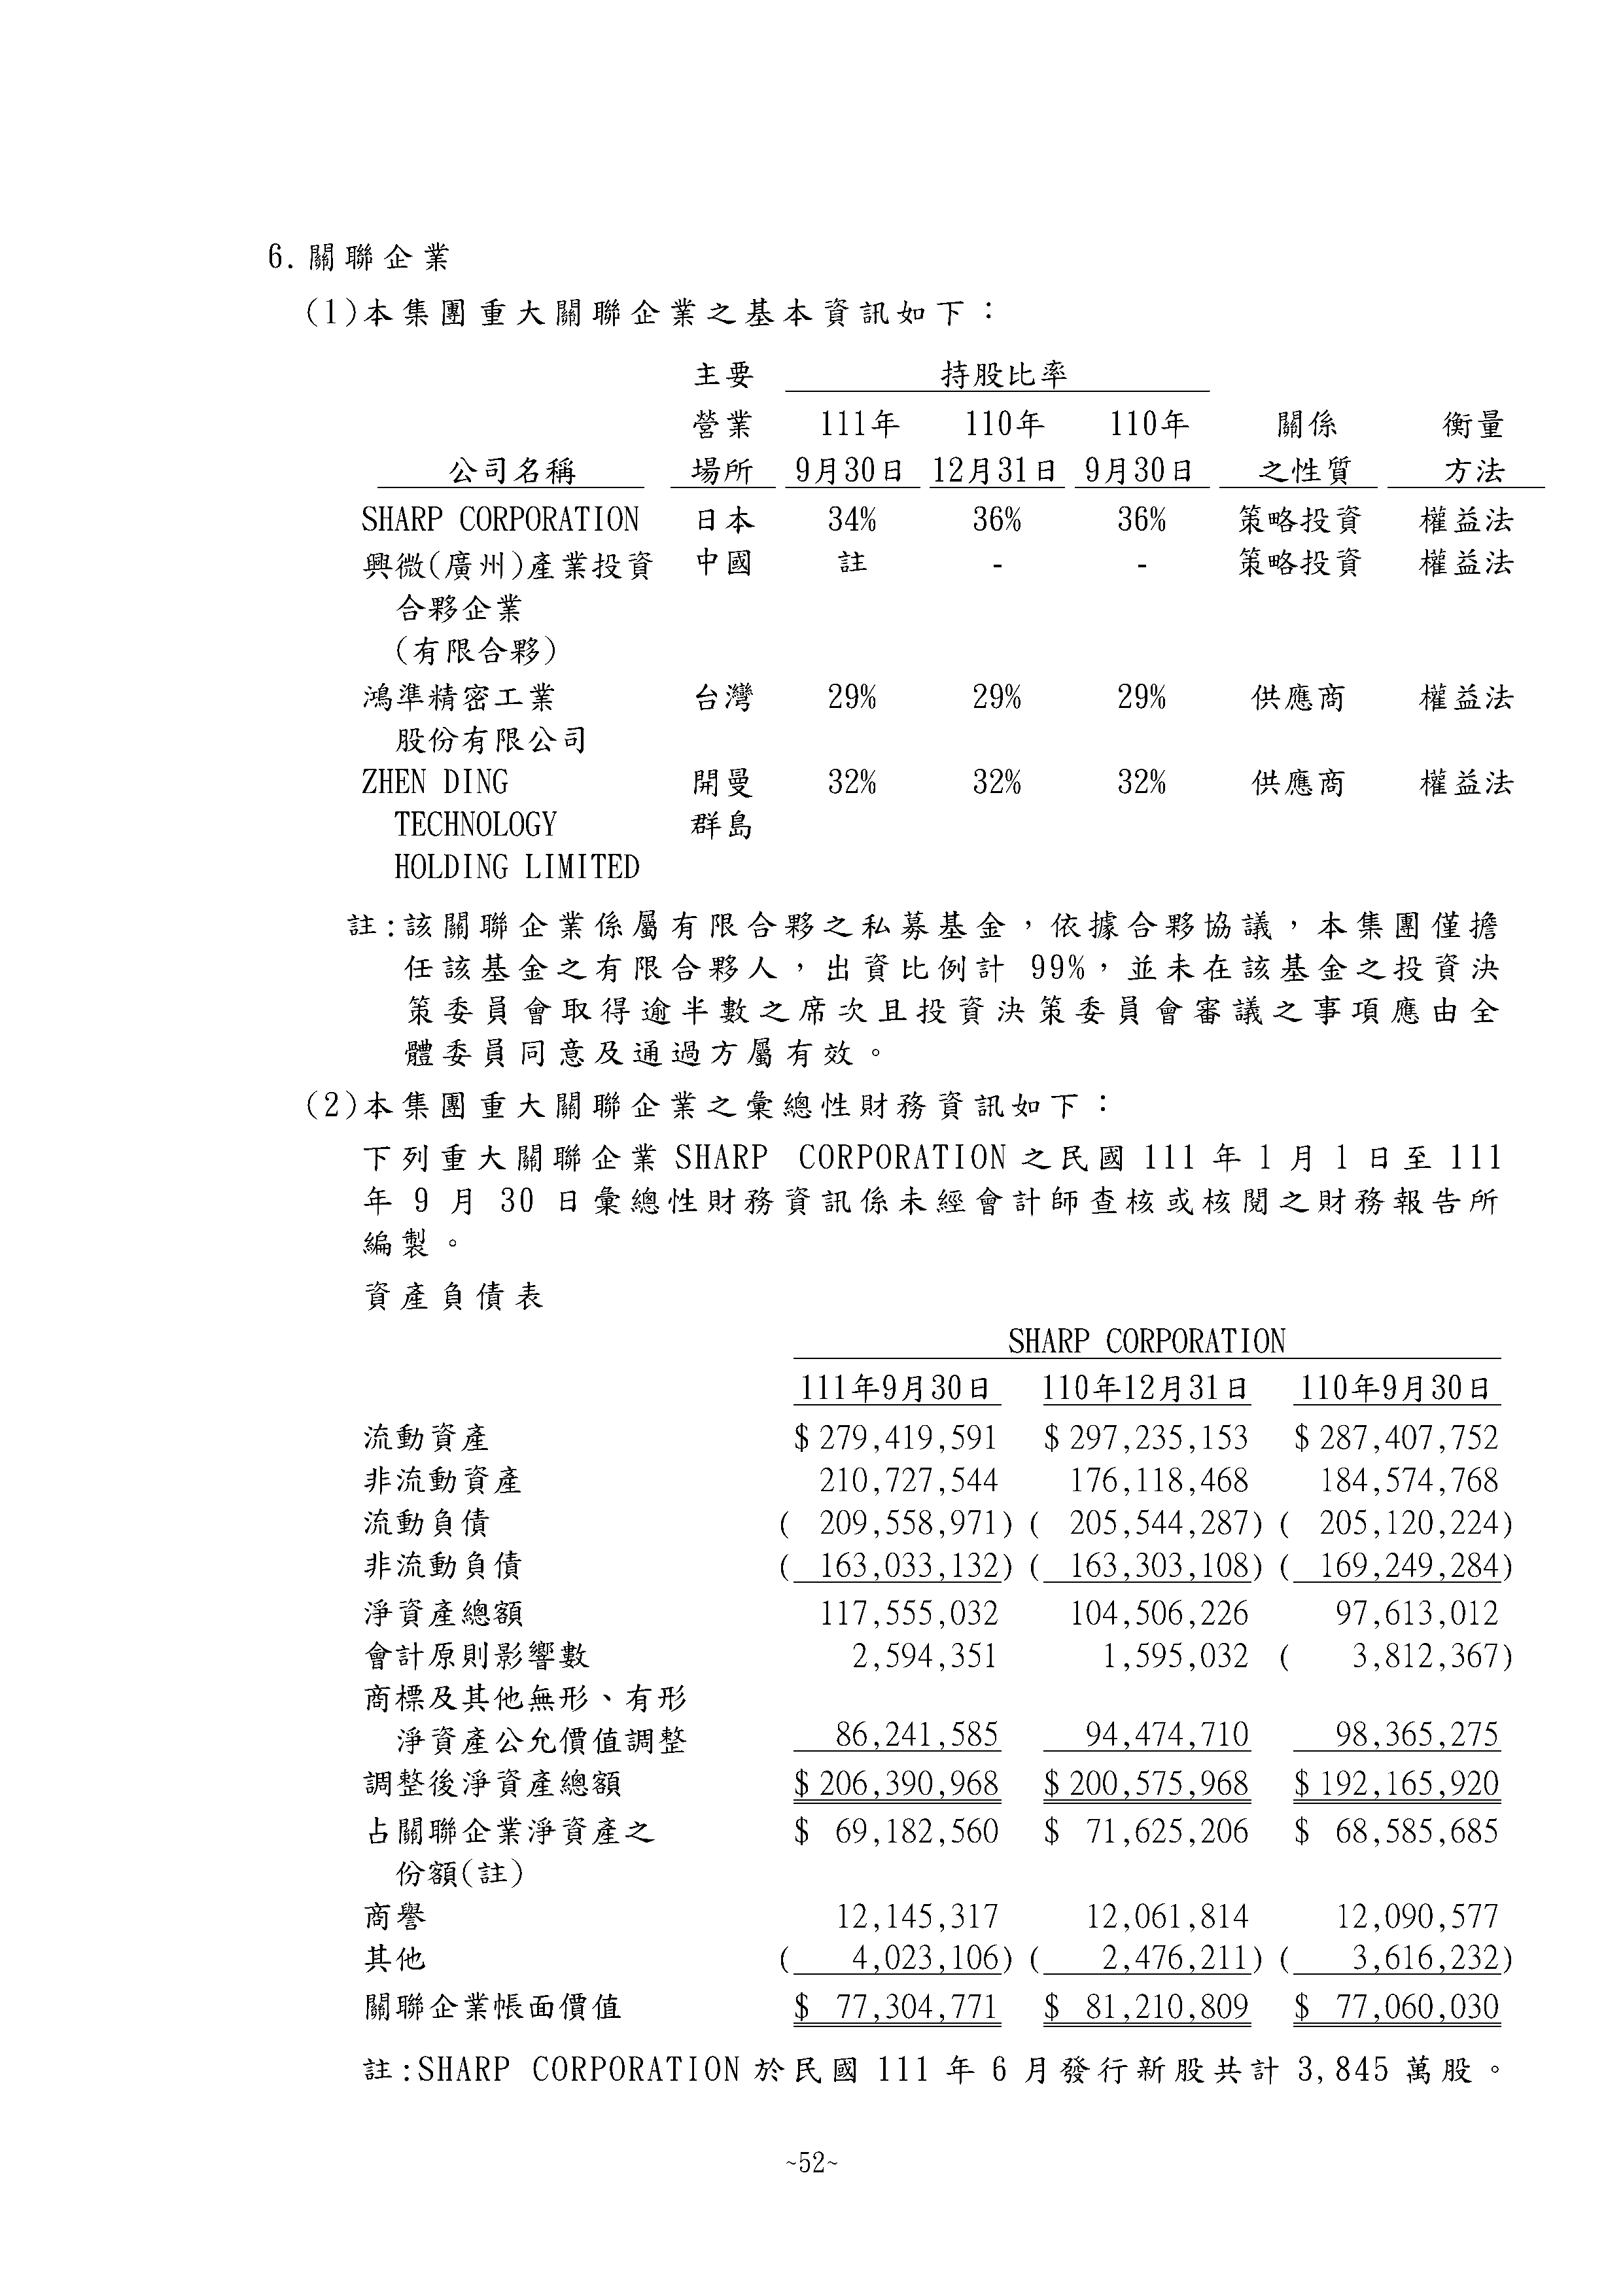 6.關聯企業
(1)本集團重大關聯企業之基本資訊如下：
主要 持股比率
營業 111年 110年 110年 關係 衡量
公司名稱 場所 9月30日 12月31日 9月30日 之性質 方法
SHARP CORPORATION 日本 34% 36% 36% 策略投資 權益法
興微(廣州)產業投資 中國 註 - - 策略投資 權益法
合夥企業
(有限合夥)
鴻準精密工業 台灣 29% 29% 29% 供應商 權益法
股份有限公司
ZHEN DING 開曼 32% 32% 32% 供應商 權益法
TECHNOLOGY 群島
HOLDING LIMITED
註:該關聯企業係屬有限合夥之私募基金，依據合夥協議，本集團僅擔
任該基金之有限合夥人，出資比例計 99%，並未在該基金之投資決
策委員會取得逾半數之席次且投資決策委員會審議之事項應由全
體委員同意及通過方屬有效。
(2)本集團重大關聯企業之彙總性財務資訊如下：
下列重大關聯企業 SHARP CORPORATION 之民國 111 年 1 月 1 日至 111
年 9 月 30 日彙總性財務資訊係未經會計師查核或核閱之財務報告所
編製。
資產負債表
SHARP CORPORATION
111年9月30日 110年12月31日 110年9月30日
流動資產 $ 279,419,591 $ 297,235,153 $ 287,407,752
非流動資產 210,727,544 176,118,468 184,574,768
流動負債 ( 209,558,971) ( 205,544,287) ( 205,120,224)
非流動負債 ( 163,033,132) ( 163,303,108) ( 169,249,284)
淨資產總額 117,555,032 104,506,226 97,613,012
會計原則影響數 2,594,351 1,595,032 ( 3,812,367)
商標及其他無形、有形
淨資產公允價值調整 86,241,585 94,474,710 98,365,275
調整後淨資產總額 $ 206,390,968 $ 200,575,968 $ 192,165,920
占關聯企業淨資產之 $ 69,182,560 $ 71,625,206 $ 68,585,685
份額(註)
商譽 12,145,317 12,061,814 12,090,577
其他 ( 4,023,106) ( 2,476,211) ( 3,616,232)
關聯企業帳面價值 $ 77,304,771 $ 81,210,809 $ 77,060,030
註:SHARP CORPORATION 於民國 111 年 6 月發行新股共計 3,845 萬股。
~52~